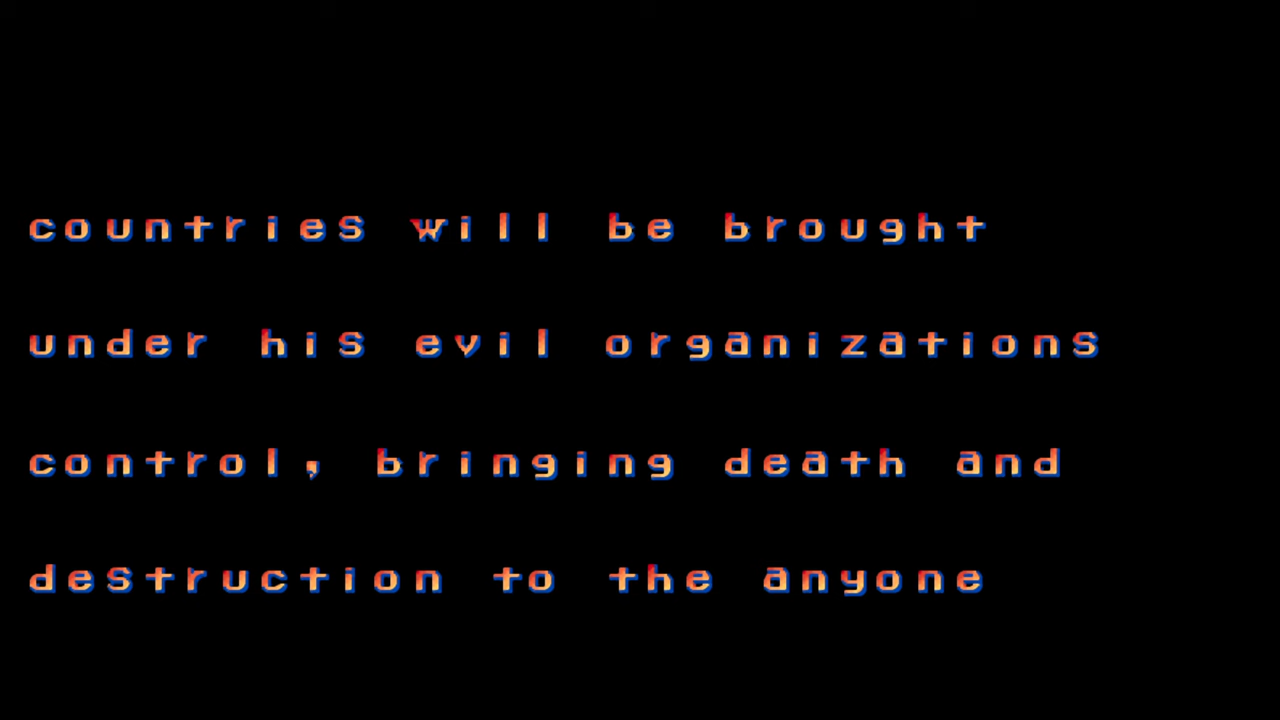 countries will be brought
under his evil organizations
control, bringing death and
destruction to the anyone